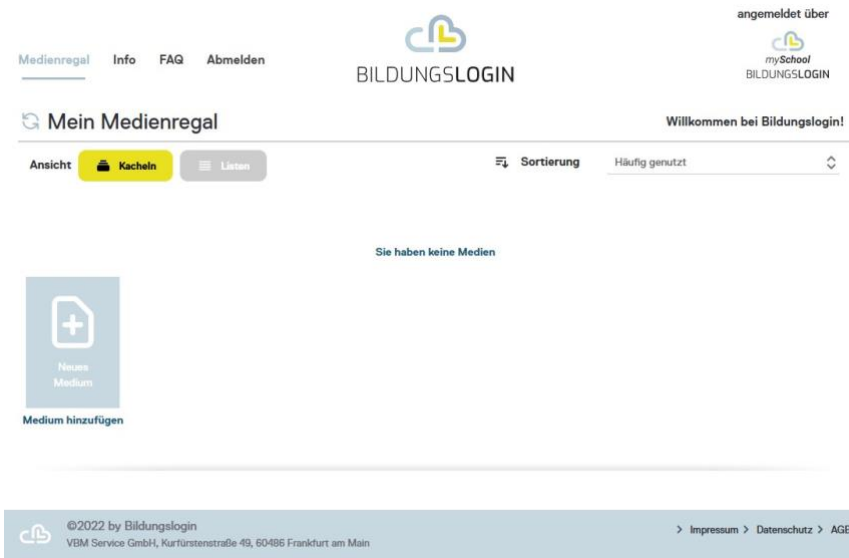 angemeldet über
mySchool
BILDUNGSLOGIN
Medienregal Info FAQ Abmelden
BILDUNGSLOGIN
Mein Medienregal
Willkommen bei Bildungslogin!
Ansicht Kacheln Listen Sortierung Häufig genutzt
Sie haben keine Medien
Neues
Medium
Medium hinzufügen
©2022 by Bildungslogin
VBM Service GmbH, Kurfürstenstraße 49, 60486 Frankfurt am Main
> Impressum > Datenschutz > AGB